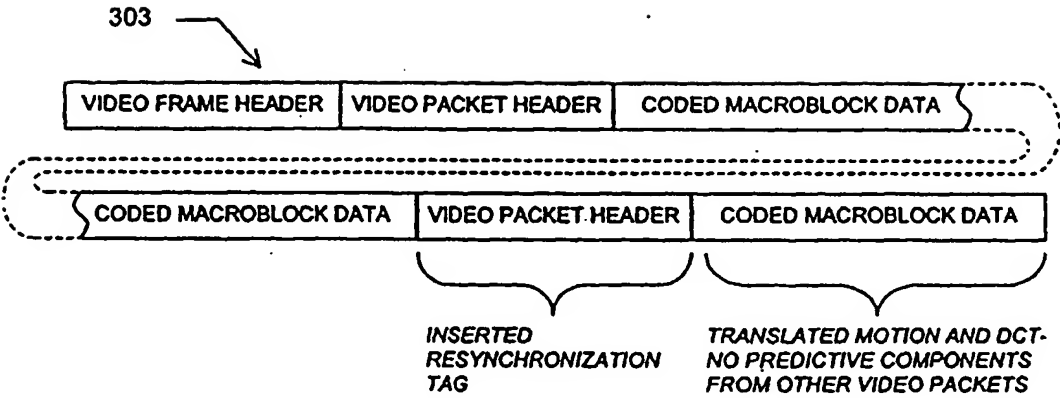 303
VIDEO FRAME HEADER VIDEO PACKET HEADER CODED MACROBLOCK DATA
CODED MACROBLOCK DATA VIDEO PACKET HEADER CODED MACROBLOCK DATA
INSERTED
RESYNCHRONIZATION
TAG
TRANSLATED MOTION AND DCT-
NO PREDICTIVE COMPONENTS
FROM OTHER VIDEO PACKETS